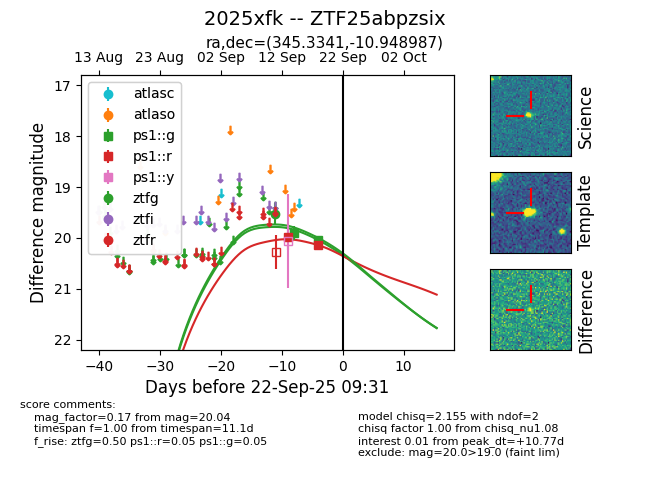 2025xfk -- ZTF25abpzsix
ra,dec=(345.3341,-10.948987)
13 Aug 23 Aug 02 Sep 12 Sep 22 Sep 02 Oct
17
18
19
20
21
22
Difference magnitude
atlasc
atlaso
ps1::g
ps1::r
ps1::y
ztfg
ztfi
ztfr
−40 −30 −20 −10 0 10
Days before 22-Sep-25 09:31
Science
Template
Difference
score comments:
mag_factor=0.17 from mag=20.04
timespan f=1.00 from timespan=11.1d
f_rise: ztfg=0.50 ps1::r=0.05 ps1::g=0.05
model chisq=2.155 with ndof=2
chisq factor 1.00 from chisq_nu1.08
interest 0.01 from peak_dt=+10.77d
exclude: mag=20.0>19.0 (faint lim)